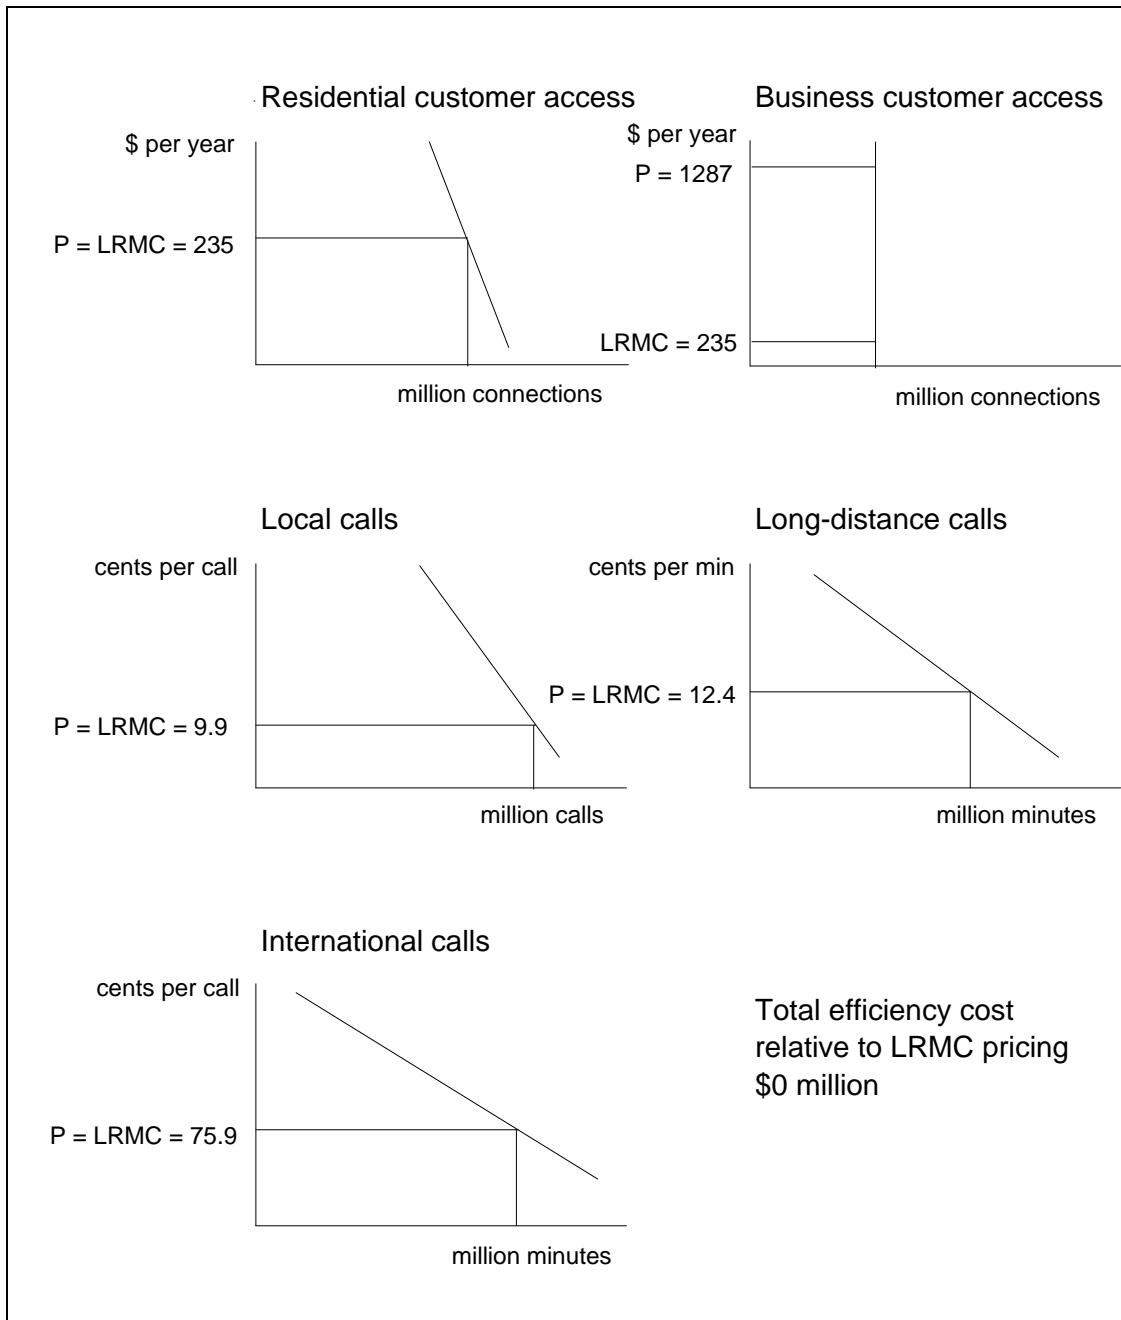 Residential customer access
$ per year
P = LRMC = 235
million connections
Business customer access
$ per year
P = 1287
LRMC = 235
million connections
Local calls
cents per call
P = LRMC = 9.9
million calls
Long-distance calls
cents per min
P = LRMC = 12.4
million minutes
International calls
cents per call
P = LRMC = 75.9
million minutes
Total efficiency cost
relative to LRMC pricing
$0 million